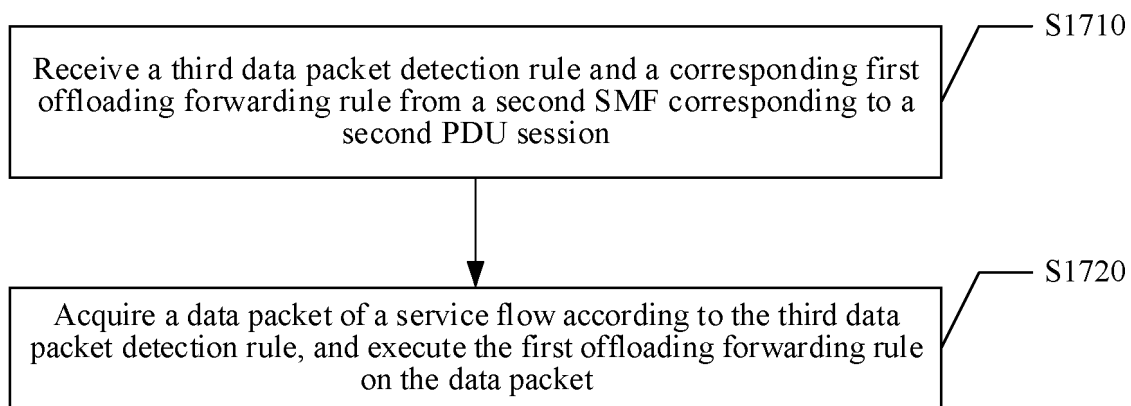 S1710
Receive a third data packet detection rule and a corresponding first
offloading forwarding rule from a second SMF corresponding to a
second PDU session
S1720
Acquire a data packet of a service flow according to the third data
packet detection rule, and execute the first offloading forwarding rule
on the data packet